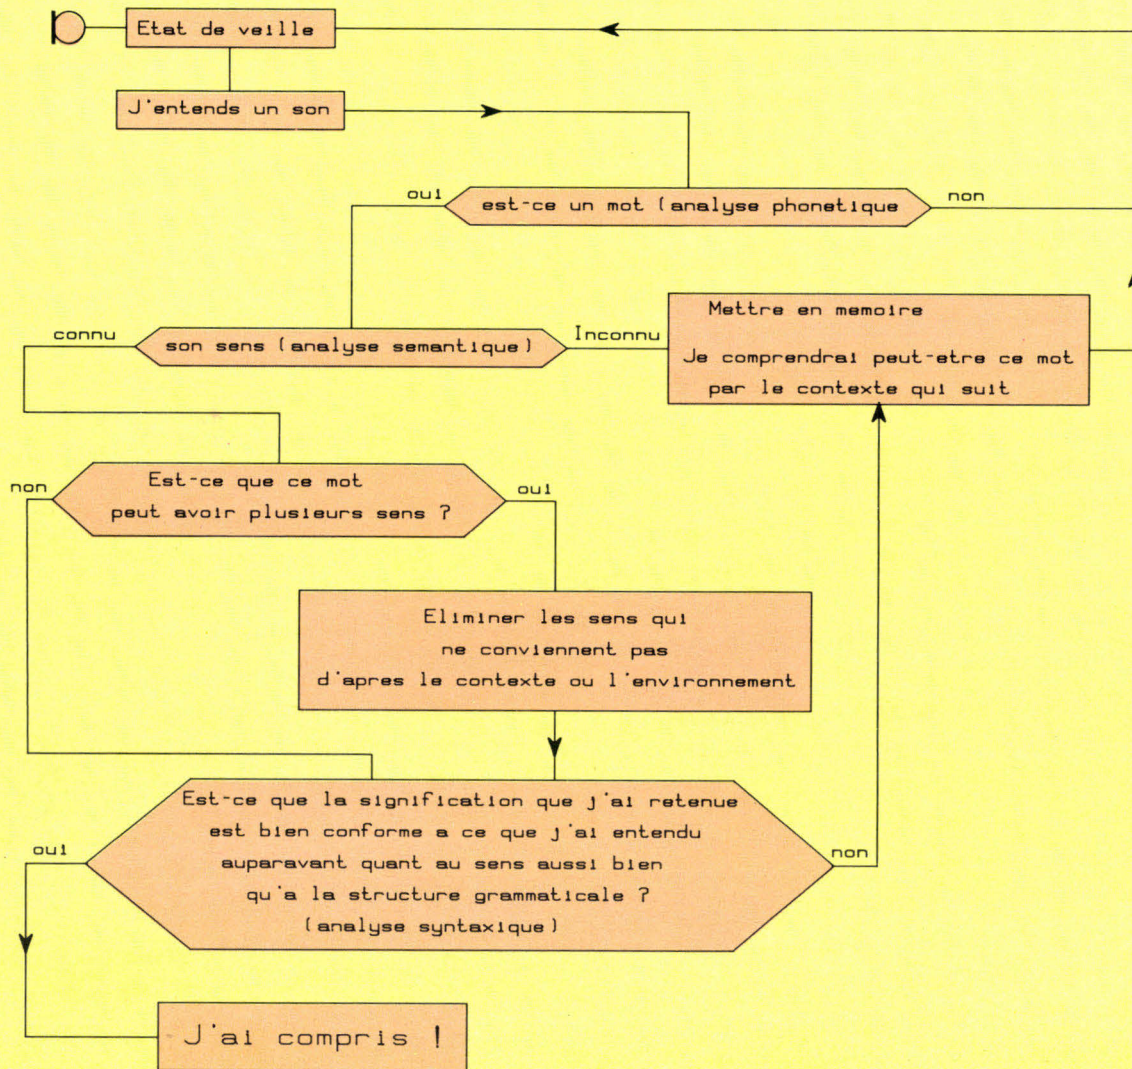 Etat de veille
J'entends un son
oui
est-ce un mot (analyse phonetique
non
connu
son sens (analyse semantique)
Inconnu
Mettre en memoire
Je comprendrai peut-etre ce mot
par le contexte qui suit
non
Est-ce que ce mot
peut avoir plusieurs sens ?
oui
Eliminer les sens qui
ne conviennent pas
d'apres le contexte ou l'environnement
oui
Est-ce que la signification que j'ai retenue
est bien conforme a ce que j'ai entendu
auparavant quant au sens aussi bien
qu'a la structure grammaticale ?
(analyse syntaxique)
non
J'ai compris !